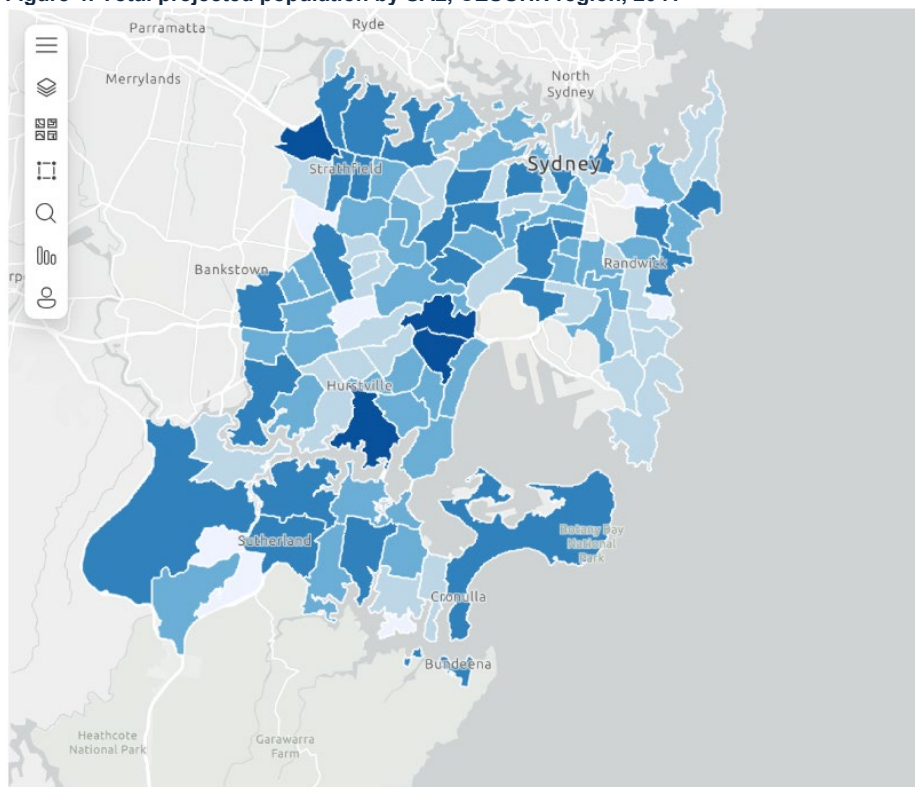 Parramatta
Ryde
Merrylands
North
Sydney
Sydney
Strathfield
Bankstown
Randwick
Hurstville
Botany Bay
National
Park
Sutherland
Cronulla
Bundeena
Heathcote
National Park
Garawarra
Farm